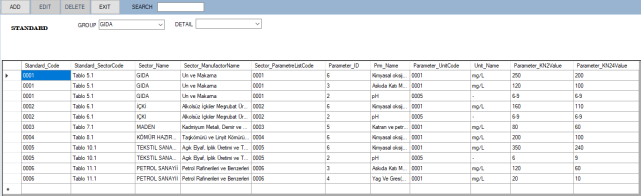 ADD EDIT DELETE EXIT SEARCH
STANDARD GROUP GIDA DETAIL
Standard_Code Standard_SectorCode Sector_Name Sector_ManufactorName Sector_ParametreListCode Parameter_ID Prm_Name Parameter_UnitCode Unit_Name Parameter_KN2Value Parameter_KN24Value
0001 Tablo 5.1 GIDA Un ve Makarna 0001 6 Kimyasal oksij... 0001 mg/L 250 200
0001 Tablo 5.1 GIDA Un ve Makarna 0001 3 Askıda Katı M... 0001 mg/L 120 100
0001 Tablo 5.1 GIDA Un ve Makarna 0001 2 pH 0005 - 6-9 6-9
0002 Tablo 6.1 İÇKİ Alkolsüz İçkiler Meşrubat Ür... 0002 6 Kimyasal oksij... 0001 mg/L 160 110
0002 Tablo 6.1 İÇKİ Alkolsüz İçkiler Meşrubat Ür... 0002 2 pH 0005 - 6-9 6-9
0003 Tablo 7.1 MADEN Kadmiyum Metali, Demir ve ... 0003 5 Katran ve petr... 0001 mg/L 80 60
0004 Tablo 8.1 KÖMÜR HAZIR... Taşkömürü ve Linyit Kömürü... 0004 6 Kimyasal oksij... 0001 mg/L 200 100
0005 Tablo 10.1 TEKSTİL SANA... Açık Elyaf, İplik Üretimi ve T... 0005 6 Kimyasal oksij... 0001 mg/L 350 240
0005 Tablo 10.1 TEKSTİL SANA... Açık Elyaf, İplik Üretimi ve T... 0005 2 pH 0005 - 6 9
0006 Tablo 11.1 PETROL SANAYİİ Petrol Rafinerileri ve Benzerleri 0006 3 Askıda Katı M... 0001 mg/L 120 60
0006 Tablo 11.1 PETROL SANAYİİ Petrol Rafinerileri ve Benzerleri 0006 4 Yağ Ve Gres(... 0001 mg/L 20 10